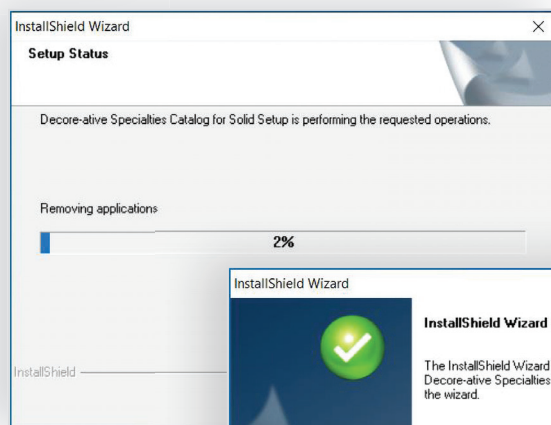 InstallShield Wizard
Setup Status
Decore-ative Specialties Catalog for Solid Setup is performing the requested operations.
Removing applications
2%
InstallShield
InstallShield Wizard
InstallShield Wizard
The InstallShield Wizard
Decore-ative Specialties
the wizard.